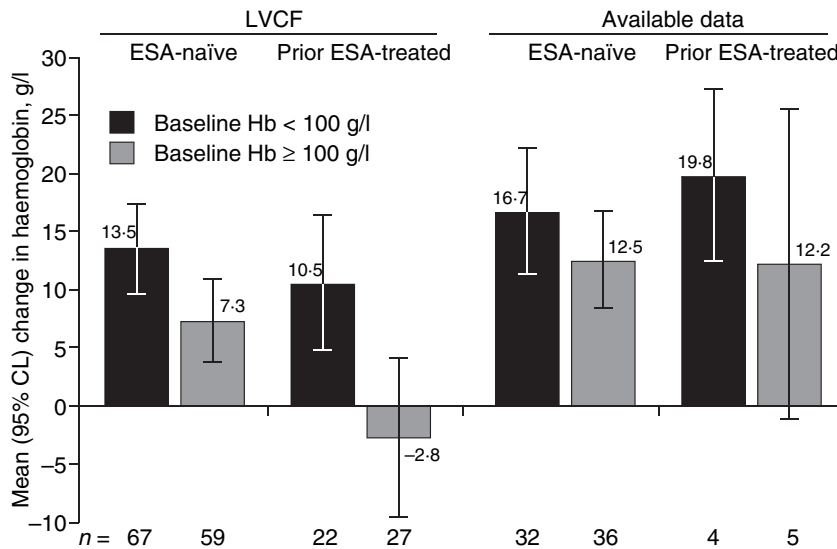 LVCF Available data
ESA-naïve Prior ESA-treated ESA-naïve Prior ESA-treated
Mean (95% CL) change in haemoglobin, g/l
30
25
20
15
10
5
0
−5
−10
Baseline Hb < 100 g/l
Baseline Hb ≥ 100 g/l
13·5
7·3
10·5
−2·8
16·7
12·5
19·8
12·2
n = 67 59 22 27 32 36 4 5